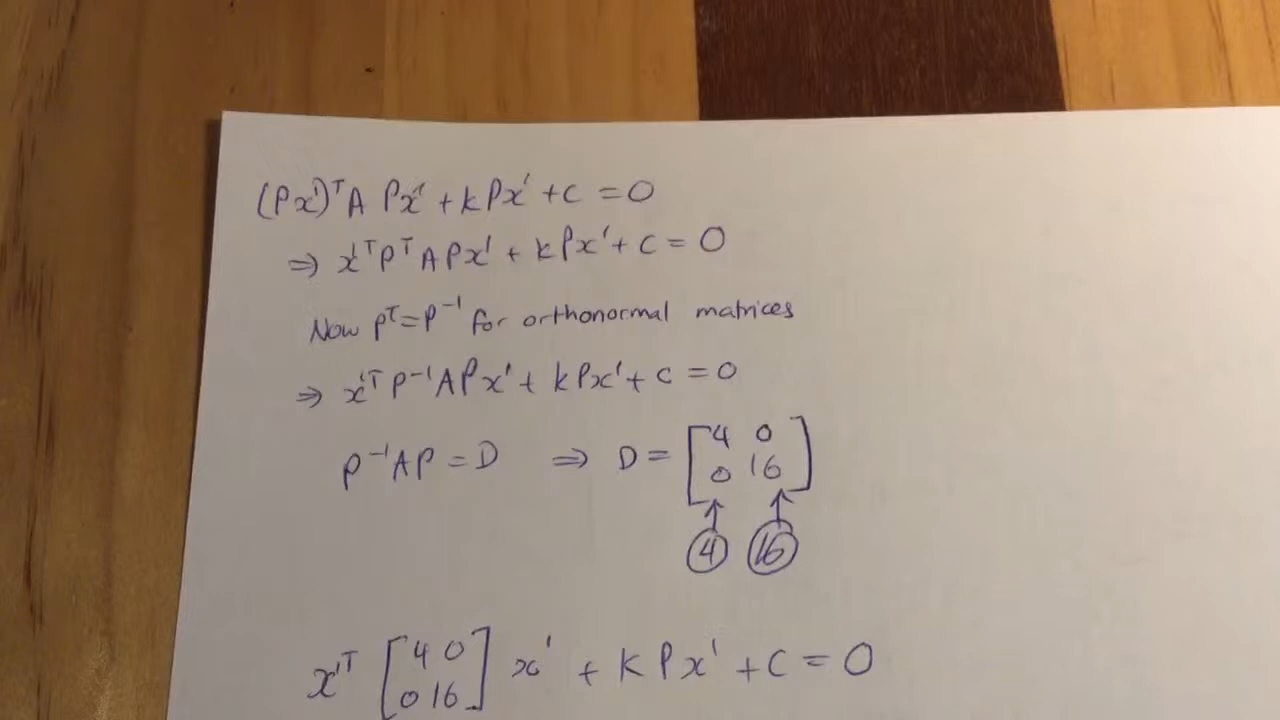 (Px')ᵀA Px' + kPx' + c = 0
⇒ x'ᵀPᵀAPx' + kPx' + c = 0
Now Pᵀ=P⁻¹ for orthonormal matrices
⇒ x'ᵀP⁻¹APx' + kPx' + c = 0
P⁻¹AP = D ⇒ D = [4 0
0 16]
↑ ↑
4 16
x'ᵀ [4 0
0 16] x' + kPx' + c = 0